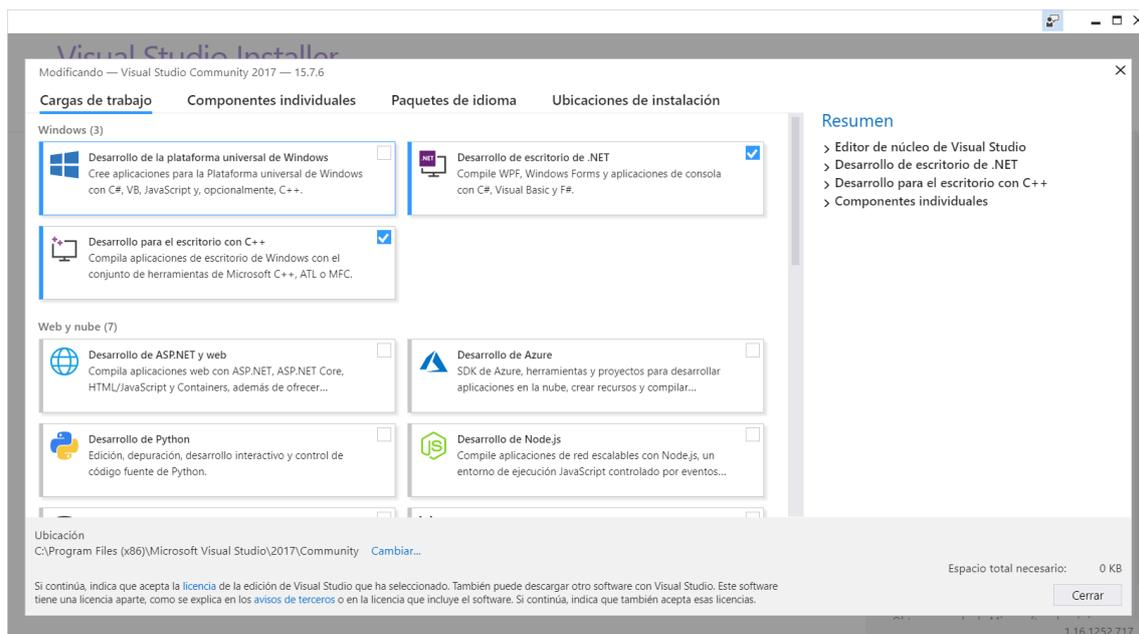 Visual Studio Installer
Modificando — Visual Studio Community 2017 — 15.7.6
Cargas de trabajo
Componentes individuales
Paquetes de idioma
Ubicaciones de instalación
Windows (3)
Desarrollo de la plataforma universal de Windows
Cree aplicaciones para la Plataforma universal de Windows
con C#, VB, JavaScript y, opcionalmente, C++.
.NET
Desarrollo de escritorio de .NET
Compile WPF, Windows Forms y aplicaciones de consola
con C#, Visual Basic y F#.
Desarrollo para el escritorio con C++
Compila aplicaciones de escritorio de Windows con el
conjunto de herramientas de Microsoft C++, ATL o MFC.
Web y nube (7)
Desarrollo de ASP.NET y web
Compila aplicaciones web con ASP.NET, ASP.NET Core,
HTML/JavaScript y Containers, además de ofrecer...
Desarrollo de Azure
SDK de Azure, herramientas y proyectos para desarrollar
aplicaciones en la nube, crear recursos y compilar...
Desarrollo de Python
Edición, depuración, desarrollo interactivo y control de
código fuente de Python.
JS
Desarrollo de Node.js
Compile aplicaciones de red escalables con Node.js, un
entorno de ejecución JavaScript controlado por eventos...
Resumen
Editor de núcleo de Visual Studio
Desarrollo de escritorio de .NET
Desarrollo para el escritorio con C++
Componentes individuales
Ubicación
C:\Program Files (x86)\Microsoft Visual Studio\2017\Community Cambiar...
Si continúa, indica que acepta la licencia de la edición de Visual Studio que ha seleccionado. También puede descargar otro software con Visual Studio. Este software
tiene una licencia aparte, como se explica en los avisos de terceros o en la licencia que incluye el software. Si continúa, indica que también acepta esas licencias.
Espacio total necesario: 0 KB
Cerrar
1.16.1252.717